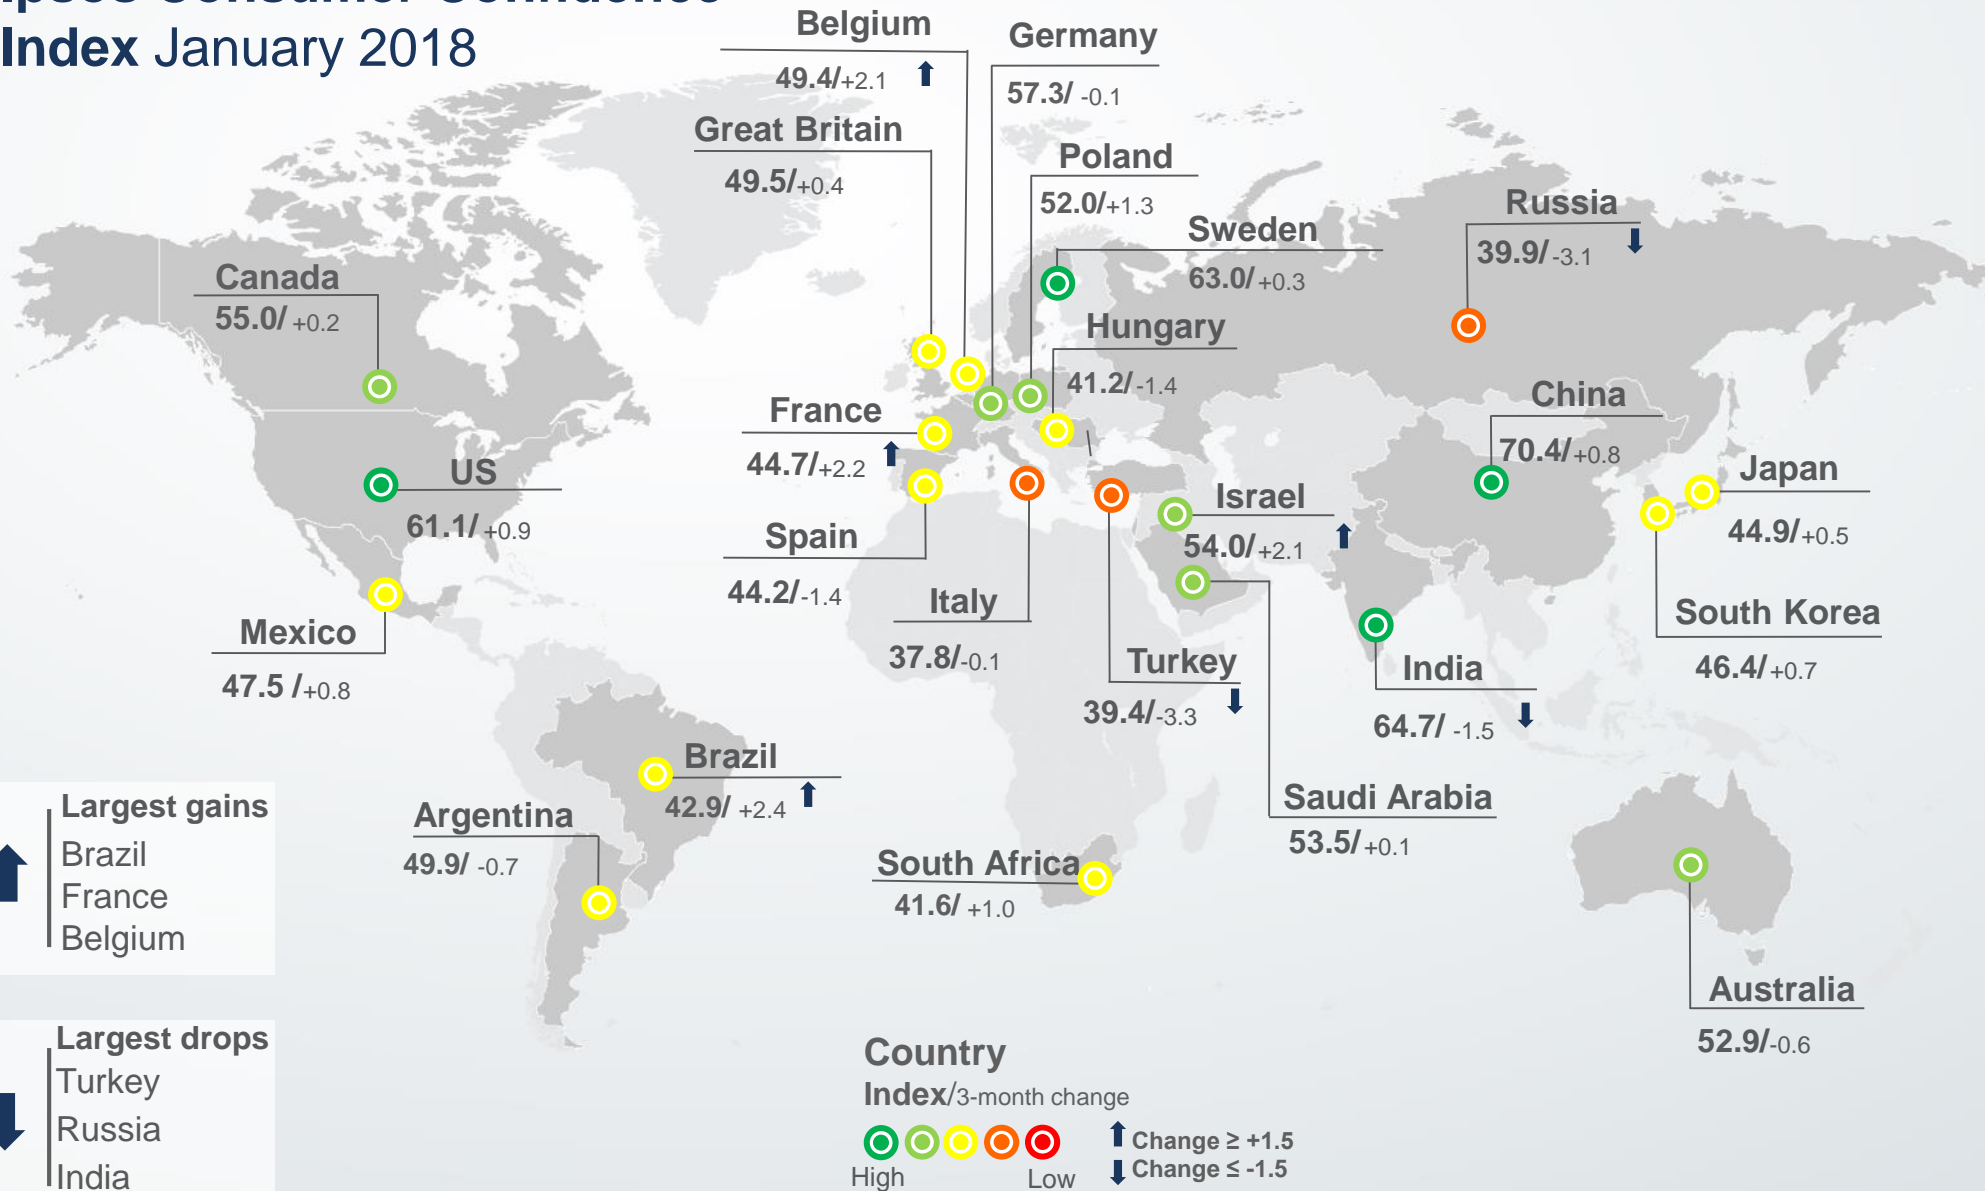 Ipsos Consumer Confidence
Index January 2018
Belgium
49.4/+2.1
Germany
57.3/ -0.1
Great Britain
49.5/+0.4
Poland
52.0/+1.3
Sweden
63.0/+0.3
Russia
39.9/-3.1
Canada
55.0/ +0.2
Hungary
41.2/-1.4
France
44.7/+2.2
China
70.4/+0.8
US
61.1/+0.9
Israel
54.0/+2.1
Japan
44.9/+0.5
Spain
44.2/-1.4
Italy
37.8/-0.1
South Korea
46.4/+0.7
Mexico
47.5 /+0.8
Turkey
39.4/-3.3
India
64.7/ -1.5
Brazil
42.9/ +2.4
Saudi Arabia
53.5/+0.1
Argentina
49.9/ -0.7
South Africa
41.6/ +1.0
Australia
52.9/-0.6
Largest gains
Brazil
France
Belgium
Largest drops
Turkey
Russia
India
Country
Index/3-month change
High
Low
Change ≥ +1.5
Change ≤ -1.5